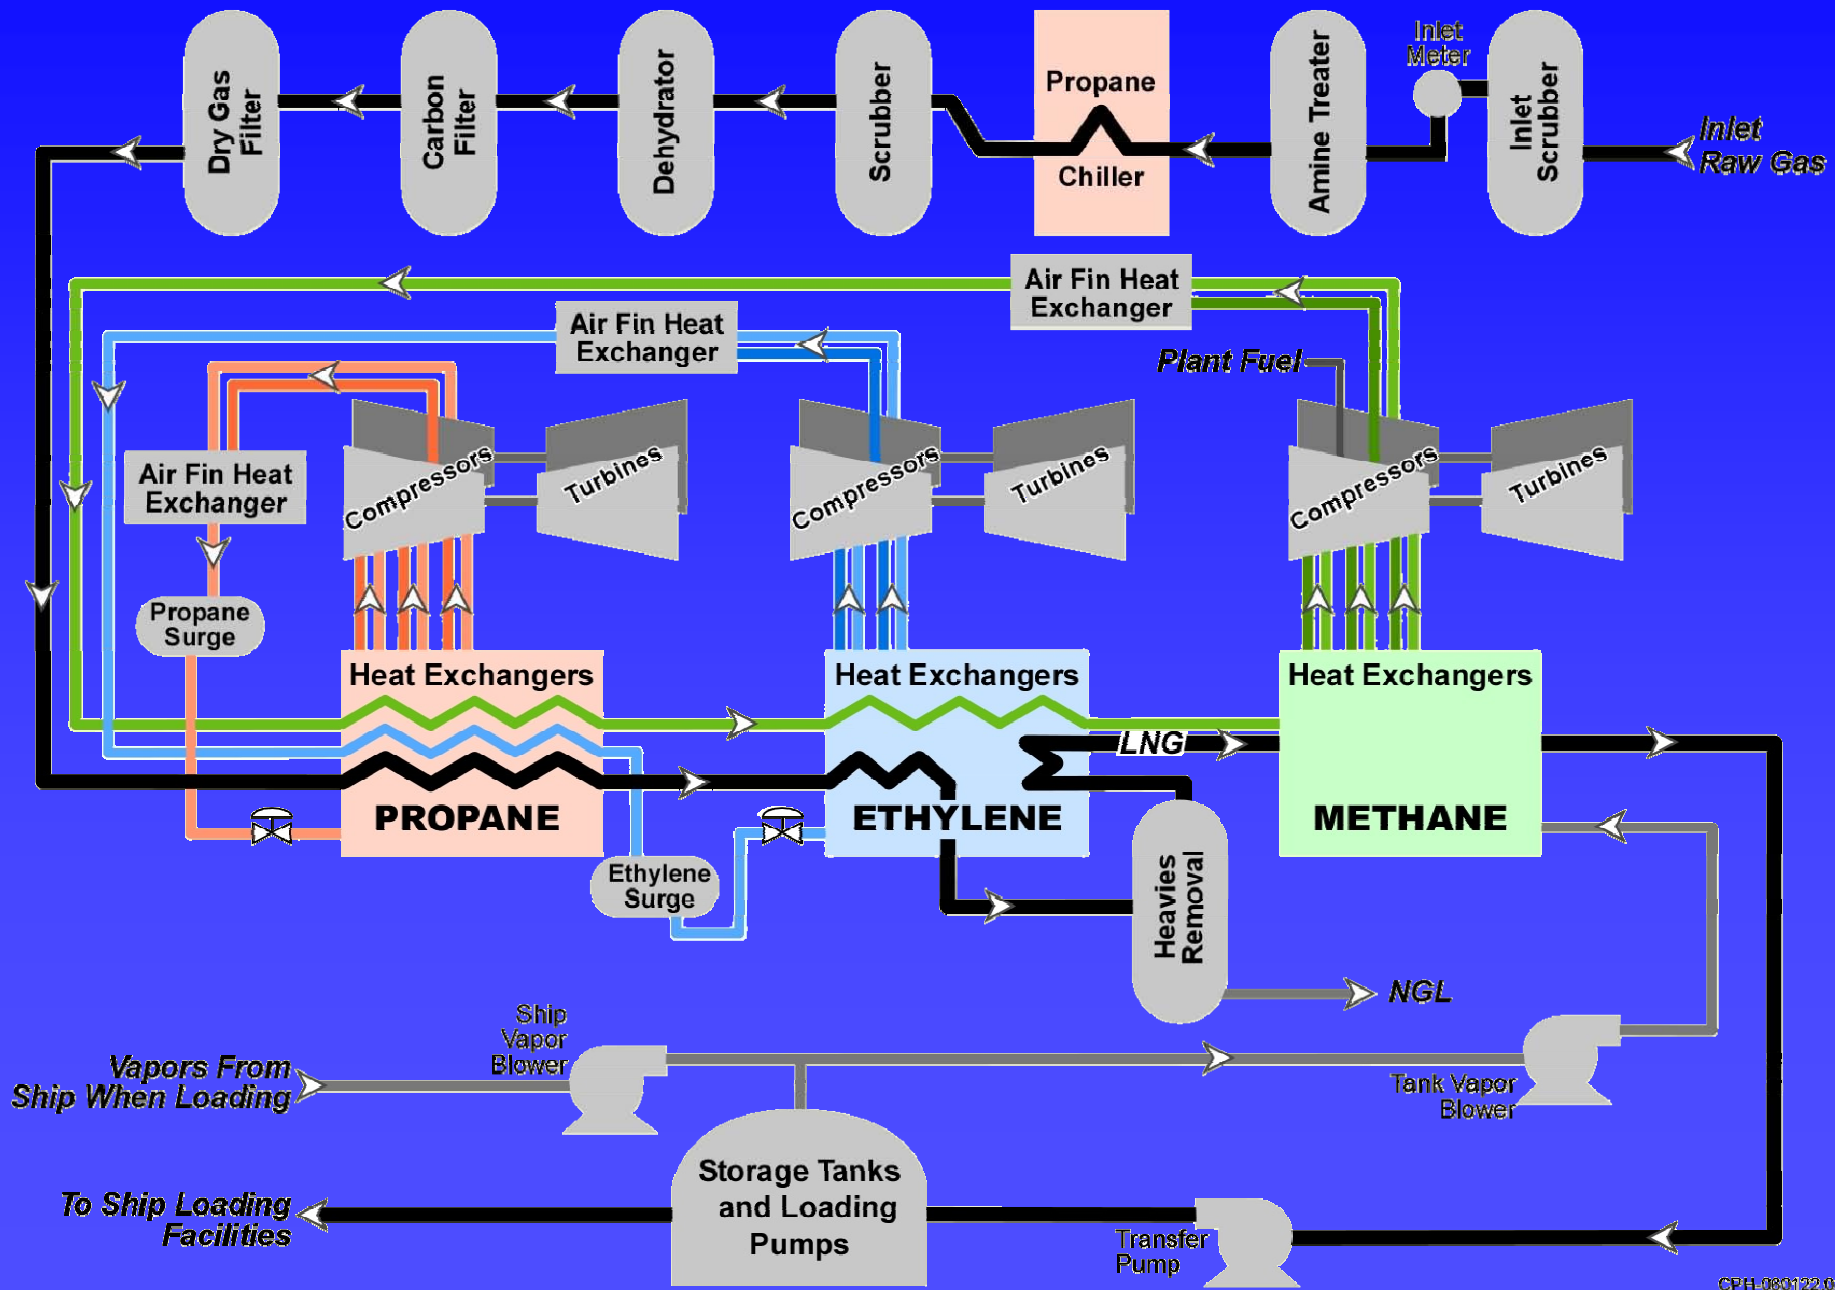 Dry Gas
Filter
Carbon
Filter
Dehydrator
Scrubber
Propane
Chiller
Amine Treater
Inlet
Meter
Inlet
Scrubber
Inlet
Raw Gas
Air Fin Heat
Exchanger
Air Fin Heat
Exchanger
Plant Fuel
Air Fin Heat
Exchanger
Compressors
Turbines
Compressors
Turbines
Compressors
Turbines
Propane
Surge
Heat Exchangers
PROPANE
Heat Exchangers
ETHYLENE
LNG
Heat Exchangers
METHANE
Ethylene
Surge
Heavies
Removal
NGL
Ship
Vapor
Blower
Vapors From
Ship When Loading
Tank Vapor
Blower
Storage Tanks
and Loading
Pumps
To Ship Loading
Facilities
Transfer
Pump